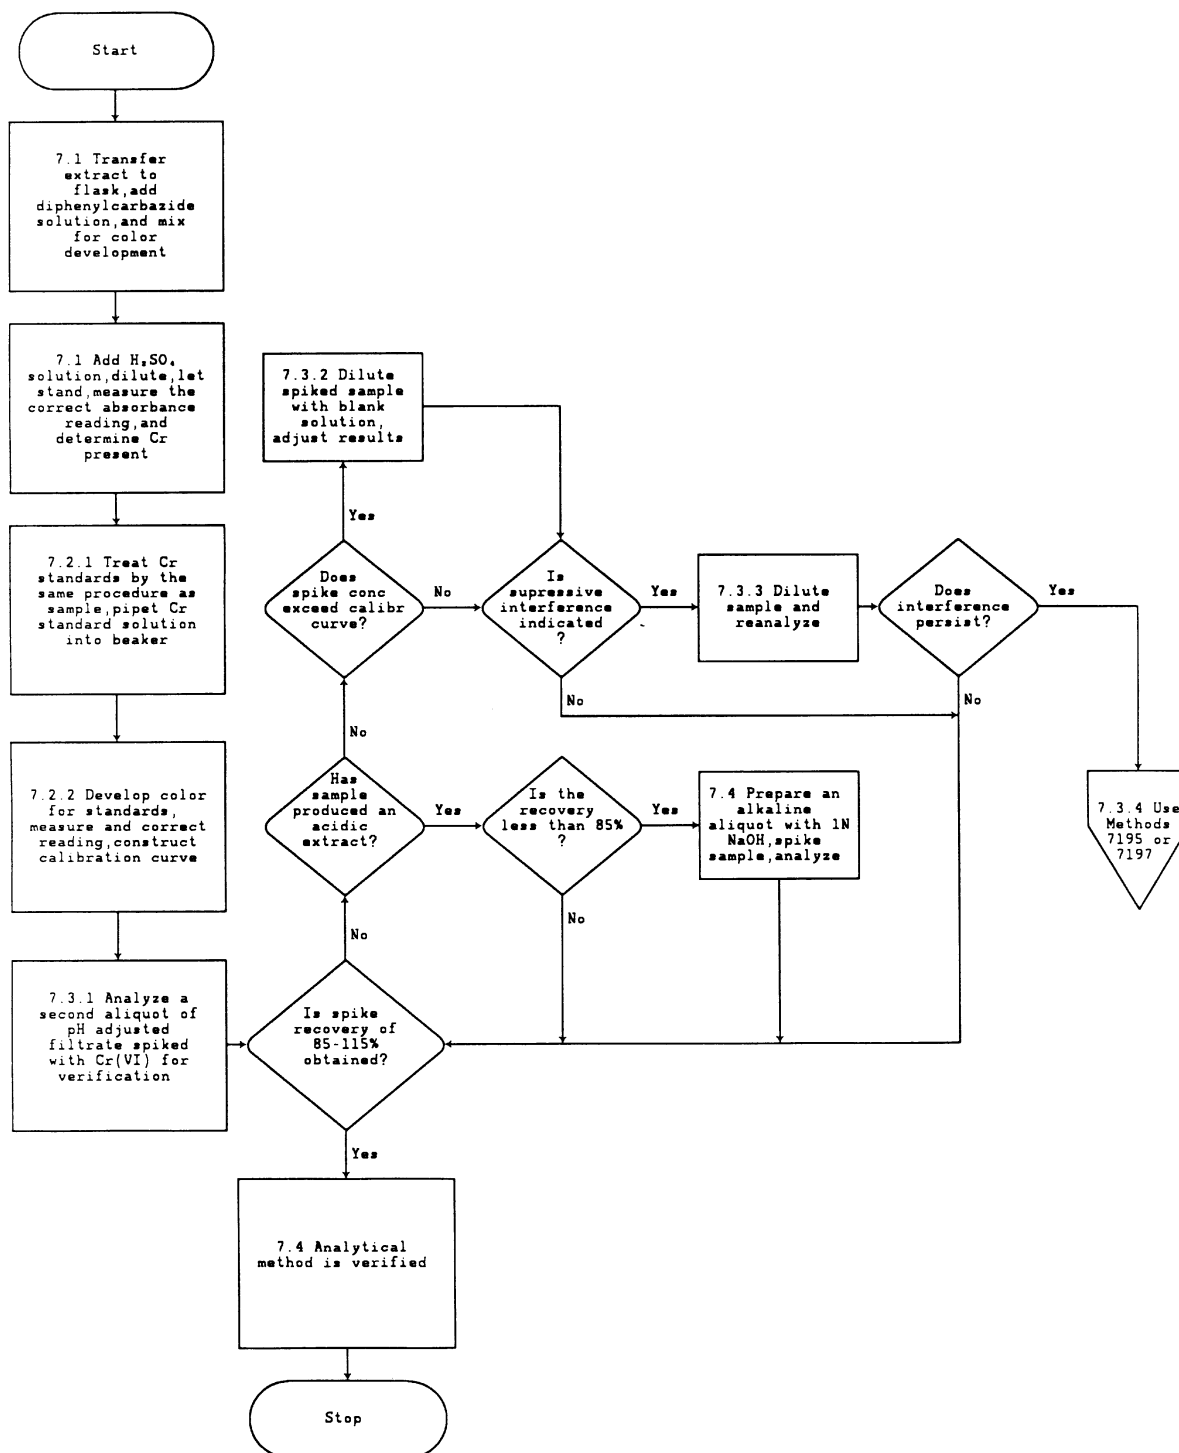 Start
7.1 Transfer
extract to
flask,add
diphenylcarbazide
solution,and mix
for color
development
7.1 Add H₂SO₄
solution,dilute,let
stand,measure the
correct absorbance
reading,and
determine Cr
present
7.2.1 Treat Cr
standards by the
same procedure as
sample,pipet Cr
standard solution
into beaker
7.2.2 Develop color
for standards,
measure and correct
reading,construct
calibration curve
7.3.1 Analyze a
second aliquot of
pH adjusted
filtrate spiked
with Cr(VI) for
verification
Is spike
recovery of
85-115%
obtained?
No
Yes
Has
sample
produced an
acidic
extract?
No
Yes
Does
spike conc
exceed calibr
curve?
Yes
No
7.3.2 Dilute
spiked sample
with blank
solution,
adjust results
Is
supressive
interference
indicated
?
Yes
No
7.3.3 Dilute
sample and
reanalyze
Does
interference
persist?
Yes
No
7.3.4 Use
Methods
7195 or
7197
Is the
recovery
less than 85%
?
Yes
No
7.4 Prepare an
alkaline
aliquot with 1N
NaOH,spike
sample,analyze
7.4 Analytical
method is verified
Stop